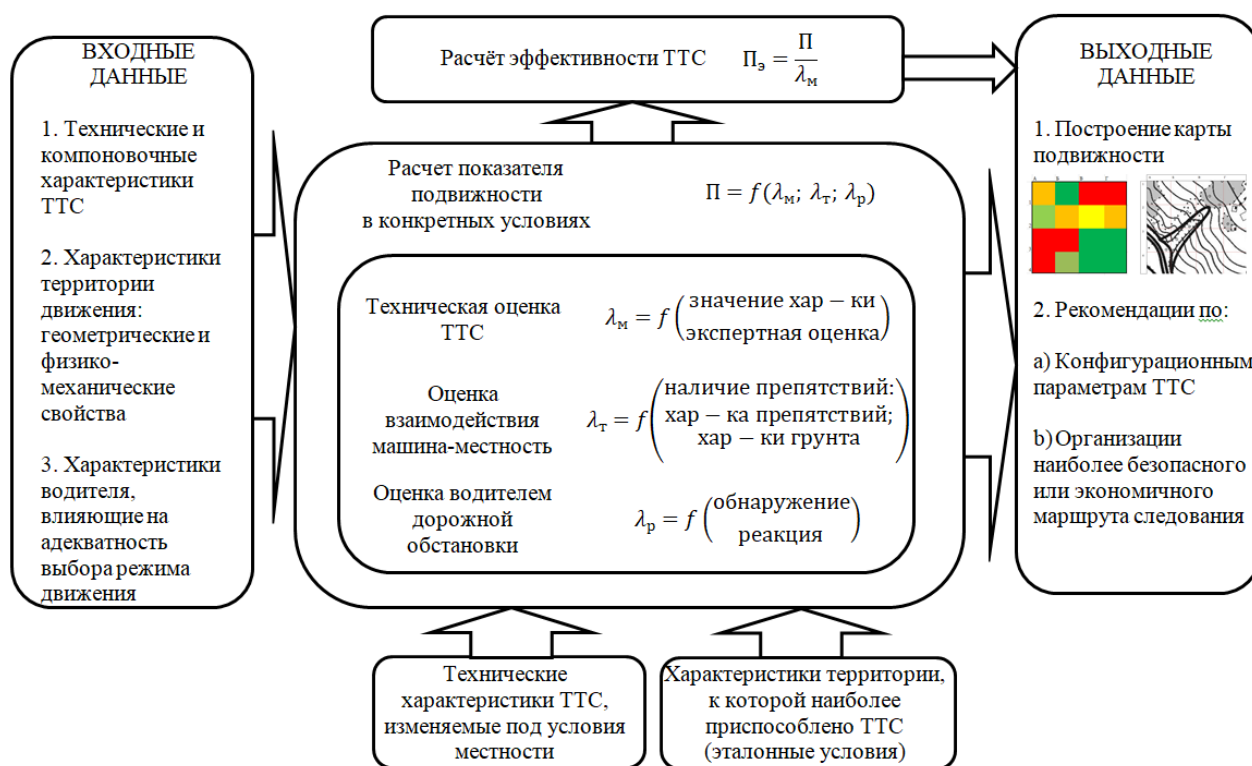 ВХОДНЫЕ
ДАННЫЕ
1. Технические и
компоновочные
характеристики
ТТС
2. Характеристики
территории
движения:
геометрические и
физико-
механические
свойства
3. Характеристики
водителя,
влияющие на
адекватность
выбора режима
движения
Расчёт эффективности ТТС Пэ = П / λм
Расчет показателя
подвижности
в конкретных условиях
П = f(λм; λт; λр)
Техническая оценка
ТТС
λм = f(значение хар − ки
экспертная оценка)
Оценка
взаимодействия
машина-местность
λт = f(наличие препятствий:
хар − ка препятствий;
хар − ки грунта)
Оценка водителем
дорожной
обстановки
λр = f(обнаружение
реакция)
Технические
характеристики ТТС,
изменяемые под условия
местности
Характеристики территории,
к которой наиболее
приспособлено ТТС
(эталонные условия)
ВЫХОДНЫЕ
ДАННЫЕ
1. Построение карты
подвижности
2. Рекомендации по:
a) Конфигурационным
параметрам ТТС
b) Организации
наиболее безопасного
или экономичного
маршрута следования